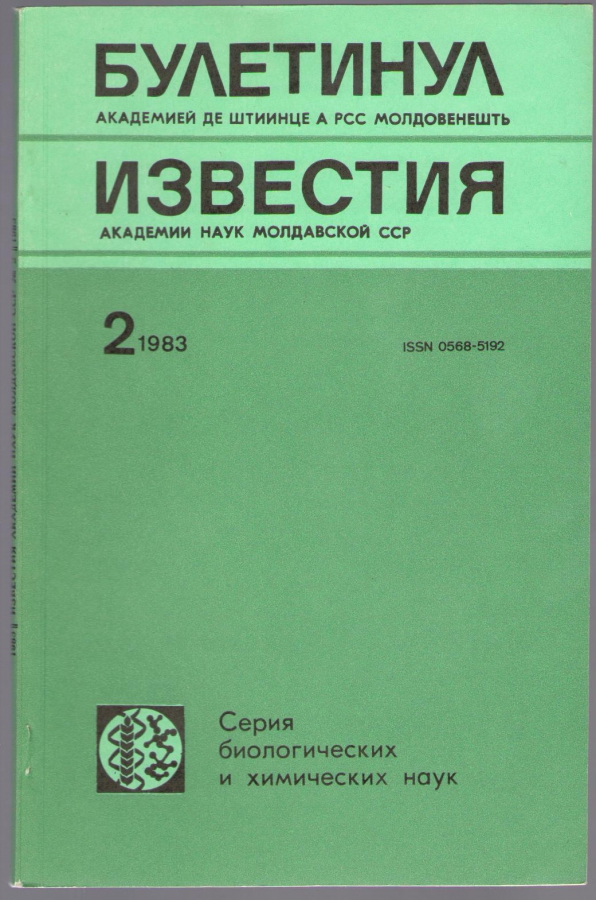 БУЛЕТИНУЛ
АКАДЕМИЕЙ ДЕ ШТИИНЦЕ А РСС МОЛДОВЕНЕШТЬ
ИЗВЕСТИЯ
АКАДЕМИИ НАУК МОЛДАВСКОЙ ССР
2 1983
ISSN 0568-5192
Серия
биологических
и химических наук